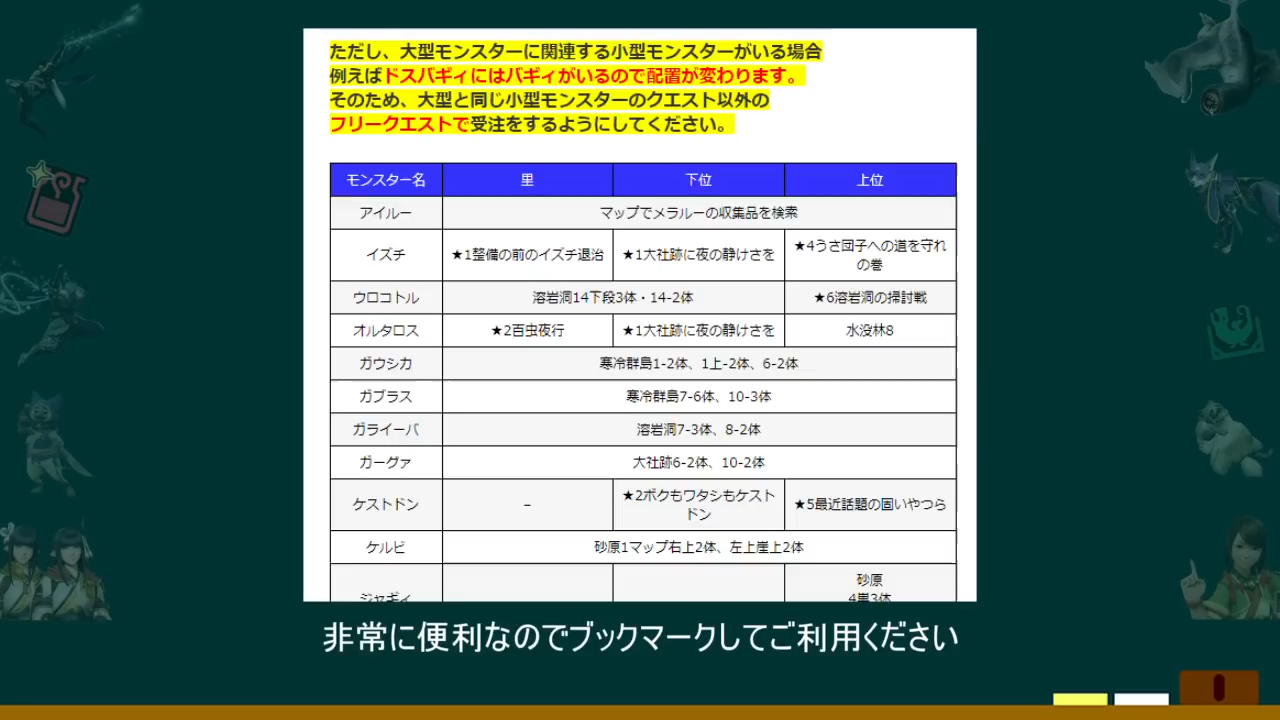 ただし、大型モンスターに関連する小型モンスターがいる場合
例えばドスバギィにはバギィがいるので配置が変わります。
そのため、大型と同じ小型モンスターのクエスト以外の
フリークエストで受注をするようにしてください。
モンスター名 里 下位 上位
アイルー マップでメラルーの収集品を検索
イズチ ★1整備の前のイズチ退治 ★1大社跡に夜の静けさを ★4うさ団子への道を守れ
の巻
ウロコトル 溶岩洞14下段3体・14-2体 ★6溶岩洞の掃討戦
オルタロス ★2百虫夜行 ★1大社跡に夜の静けさを 水没林8
ガウシカ 寒冷群島1-2体、1上-2体、6-2体
ガブラス 寒冷群島7-6体、10-3体
ガライーバ 溶岩洞7-3体、8-2体
ガーグァ 大社跡6-2体、10-2体
ケストドン – ★2ボクもワタシもケスト
ドン ★5最近話題の固いやつら
ケルビ 砂原1マップ右上2体、左上崖上2体
ジャギィ 砂原
4巣3体
非常に便利なのでブックマークしてご利用ください